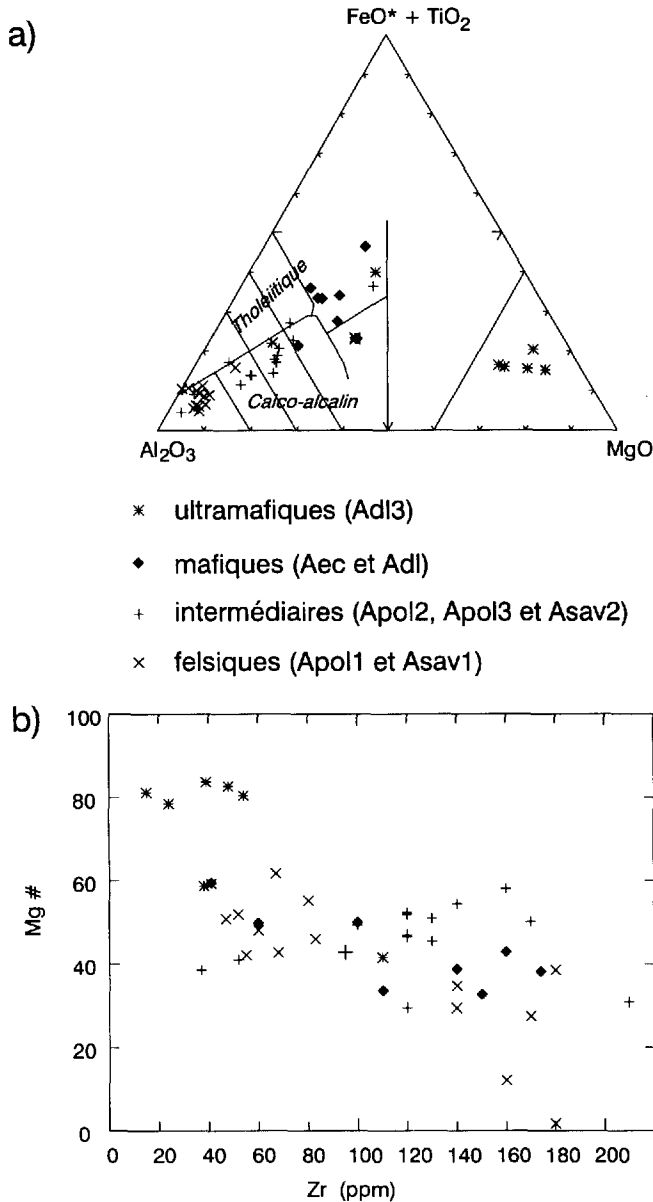 a)
FeO* + TiO₂
Tholéiitique
Calco-alcalin
Al₂O₃
MgO
ultramafiques (Adl3)
mafiques (Aec et Adl)
intermédiaires (Apol2, Apol3 et Asav2)
felsiques (Apol1 et Asav1)
b)
100
80
60
40
20
0
Mg #
0 20 40 60 80 100 120 140 160 180 200
Zr (ppm)